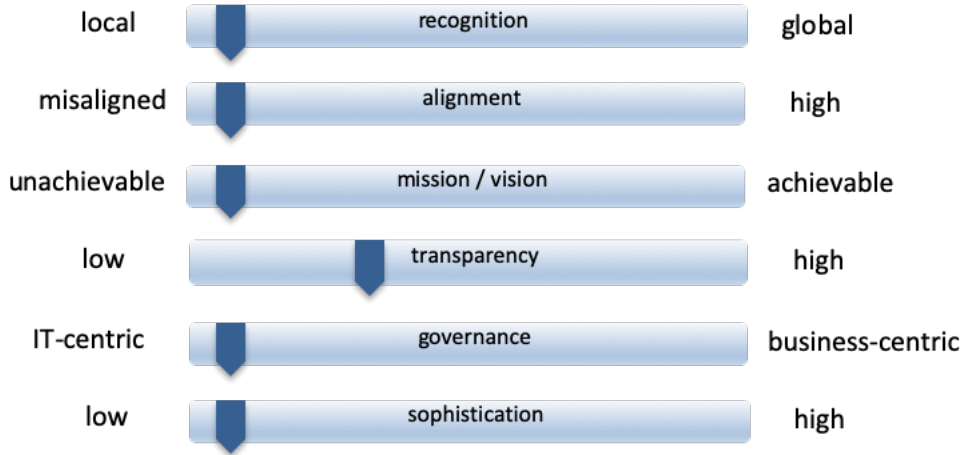 local recognition global
misaligned alignment high
unachievable mission / vision achievable
low transparency high
IT-centric governance business-centric
low sophistication high